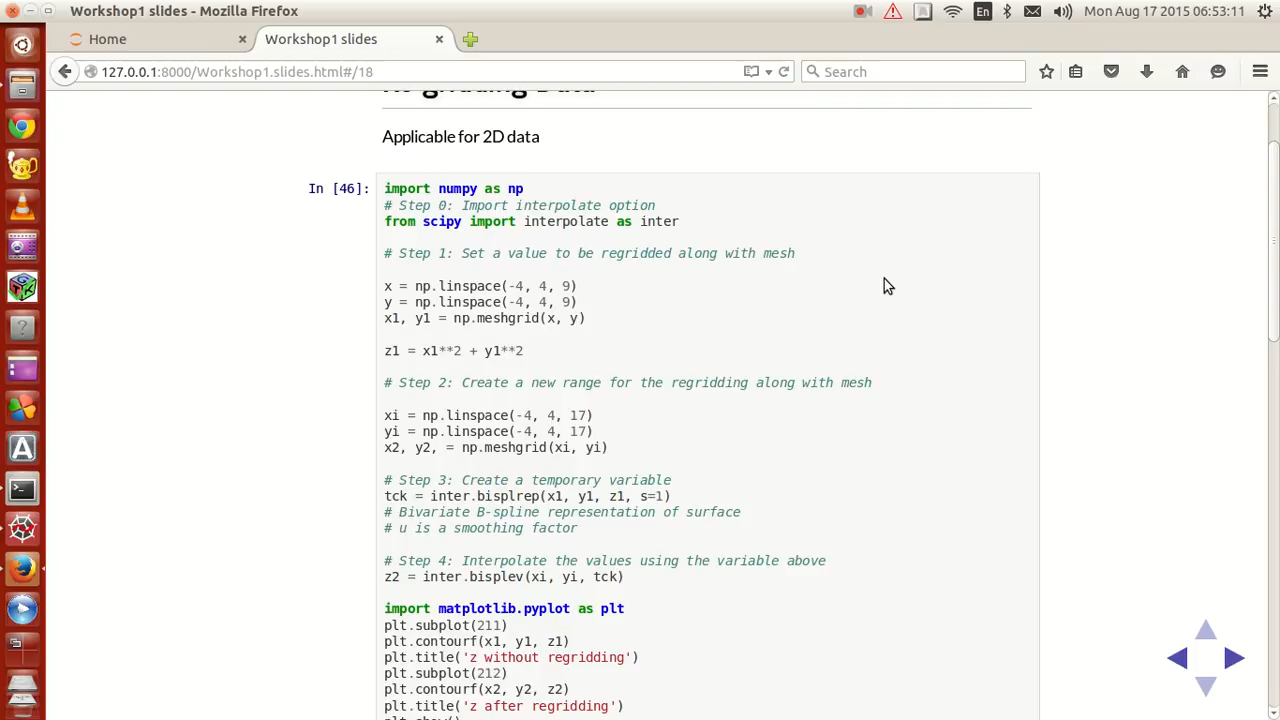 Workshop1 slides - Mozilla Firefox
En
Mon Aug 17 2015 06:53:11
Home
Workshop1 slides
127.0.0.1:8000/Workshop1.slides.html#/18
Search
Re gridding Data
Applicable for 2D data
In [46]:
import numpy as np
# Step 0: Import interpolate option
from scipy import interpolate as inter
# Step 1: Set a value to be regridded along with mesh
x = np.linspace(-4, 4, 9)
y = np.linspace(-4, 4, 9)
x1, y1 = np.meshgrid(x, y)
z1 = x1**2 + y1**2
# Step 2: Create a new range for the regridding along with mesh
xi = np.linspace(-4, 4, 17)
yi = np.linspace(-4, 4, 17)
x2, y2, = np.meshgrid(xi, yi)
# Step 3: Create a temporary variable
tck = inter.bisplrep(x1, y1, z1, s=1)
# Bivariate B-spline representation of surface
# u is a smoothing factor
# Step 4: Interpolate the values using the variable above
z2 = inter.bisplev(xi, yi, tck)
import matplotlib.pyplot as plt
plt.subplot(211)
plt.contourf(x1, y1, z1)
plt.title('z without regridding')
plt.subplot(212)
plt.contourf(x2, y2, z2)
plt.title('z after regridding')
plt.show()